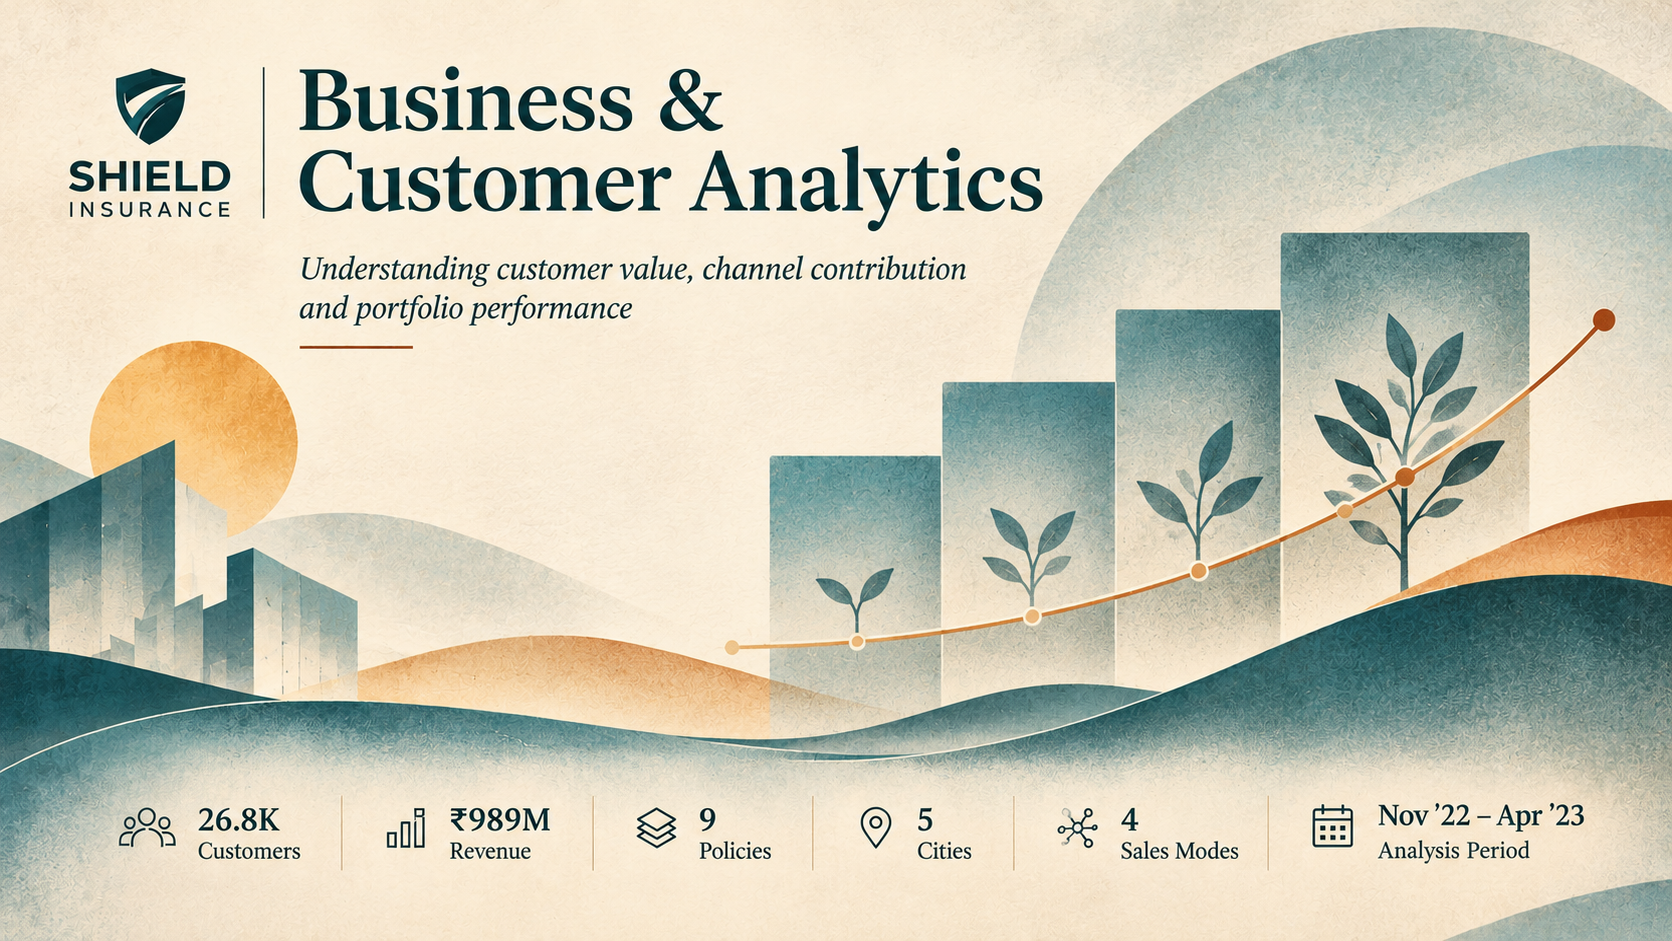 SHIELD
INSURANCE
Business &
Customer Analytics
Understanding customer value, channel contribution
and portfolio performance
26.8K
Customers
₹989M
Revenue
9
Policies
5
Cities
4
Sales Modes
Nov ’22 – Apr ’23
Analysis Period